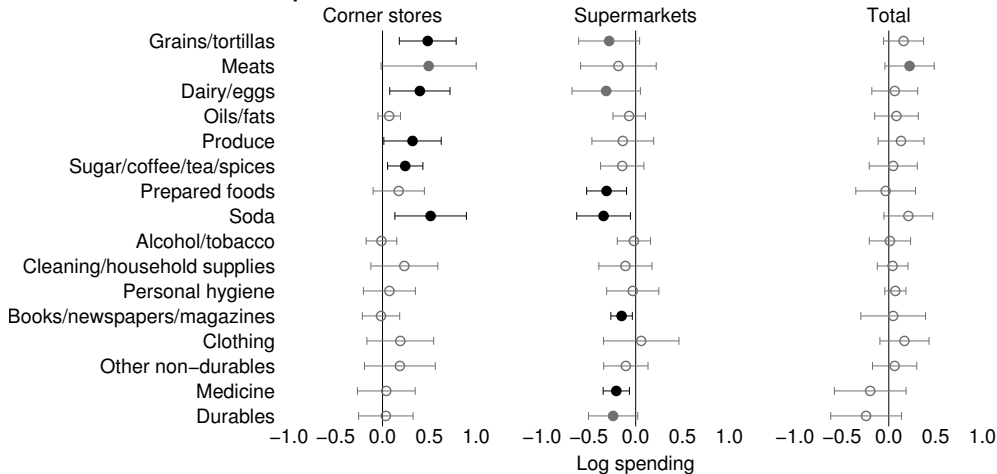 Corner stores Supermarkets Total
Grains/tortillas
Meats
Dairy/eggs
Oils/fats
Produce
Sugar/coffee/tea/spices
Prepared foods
Soda
Alcohol/tobacco
Cleaning/household supplies
Personal hygiene
Books/newspapers/magazines
Clothing
Other non−durables
Medicine
Durables
−1.0 −0.5 0.0 0.5 1.0 −1.0 −0.5 0.0 0.5 1.0 −1.0 −0.5 0.0 0.5 1.0
Log spending